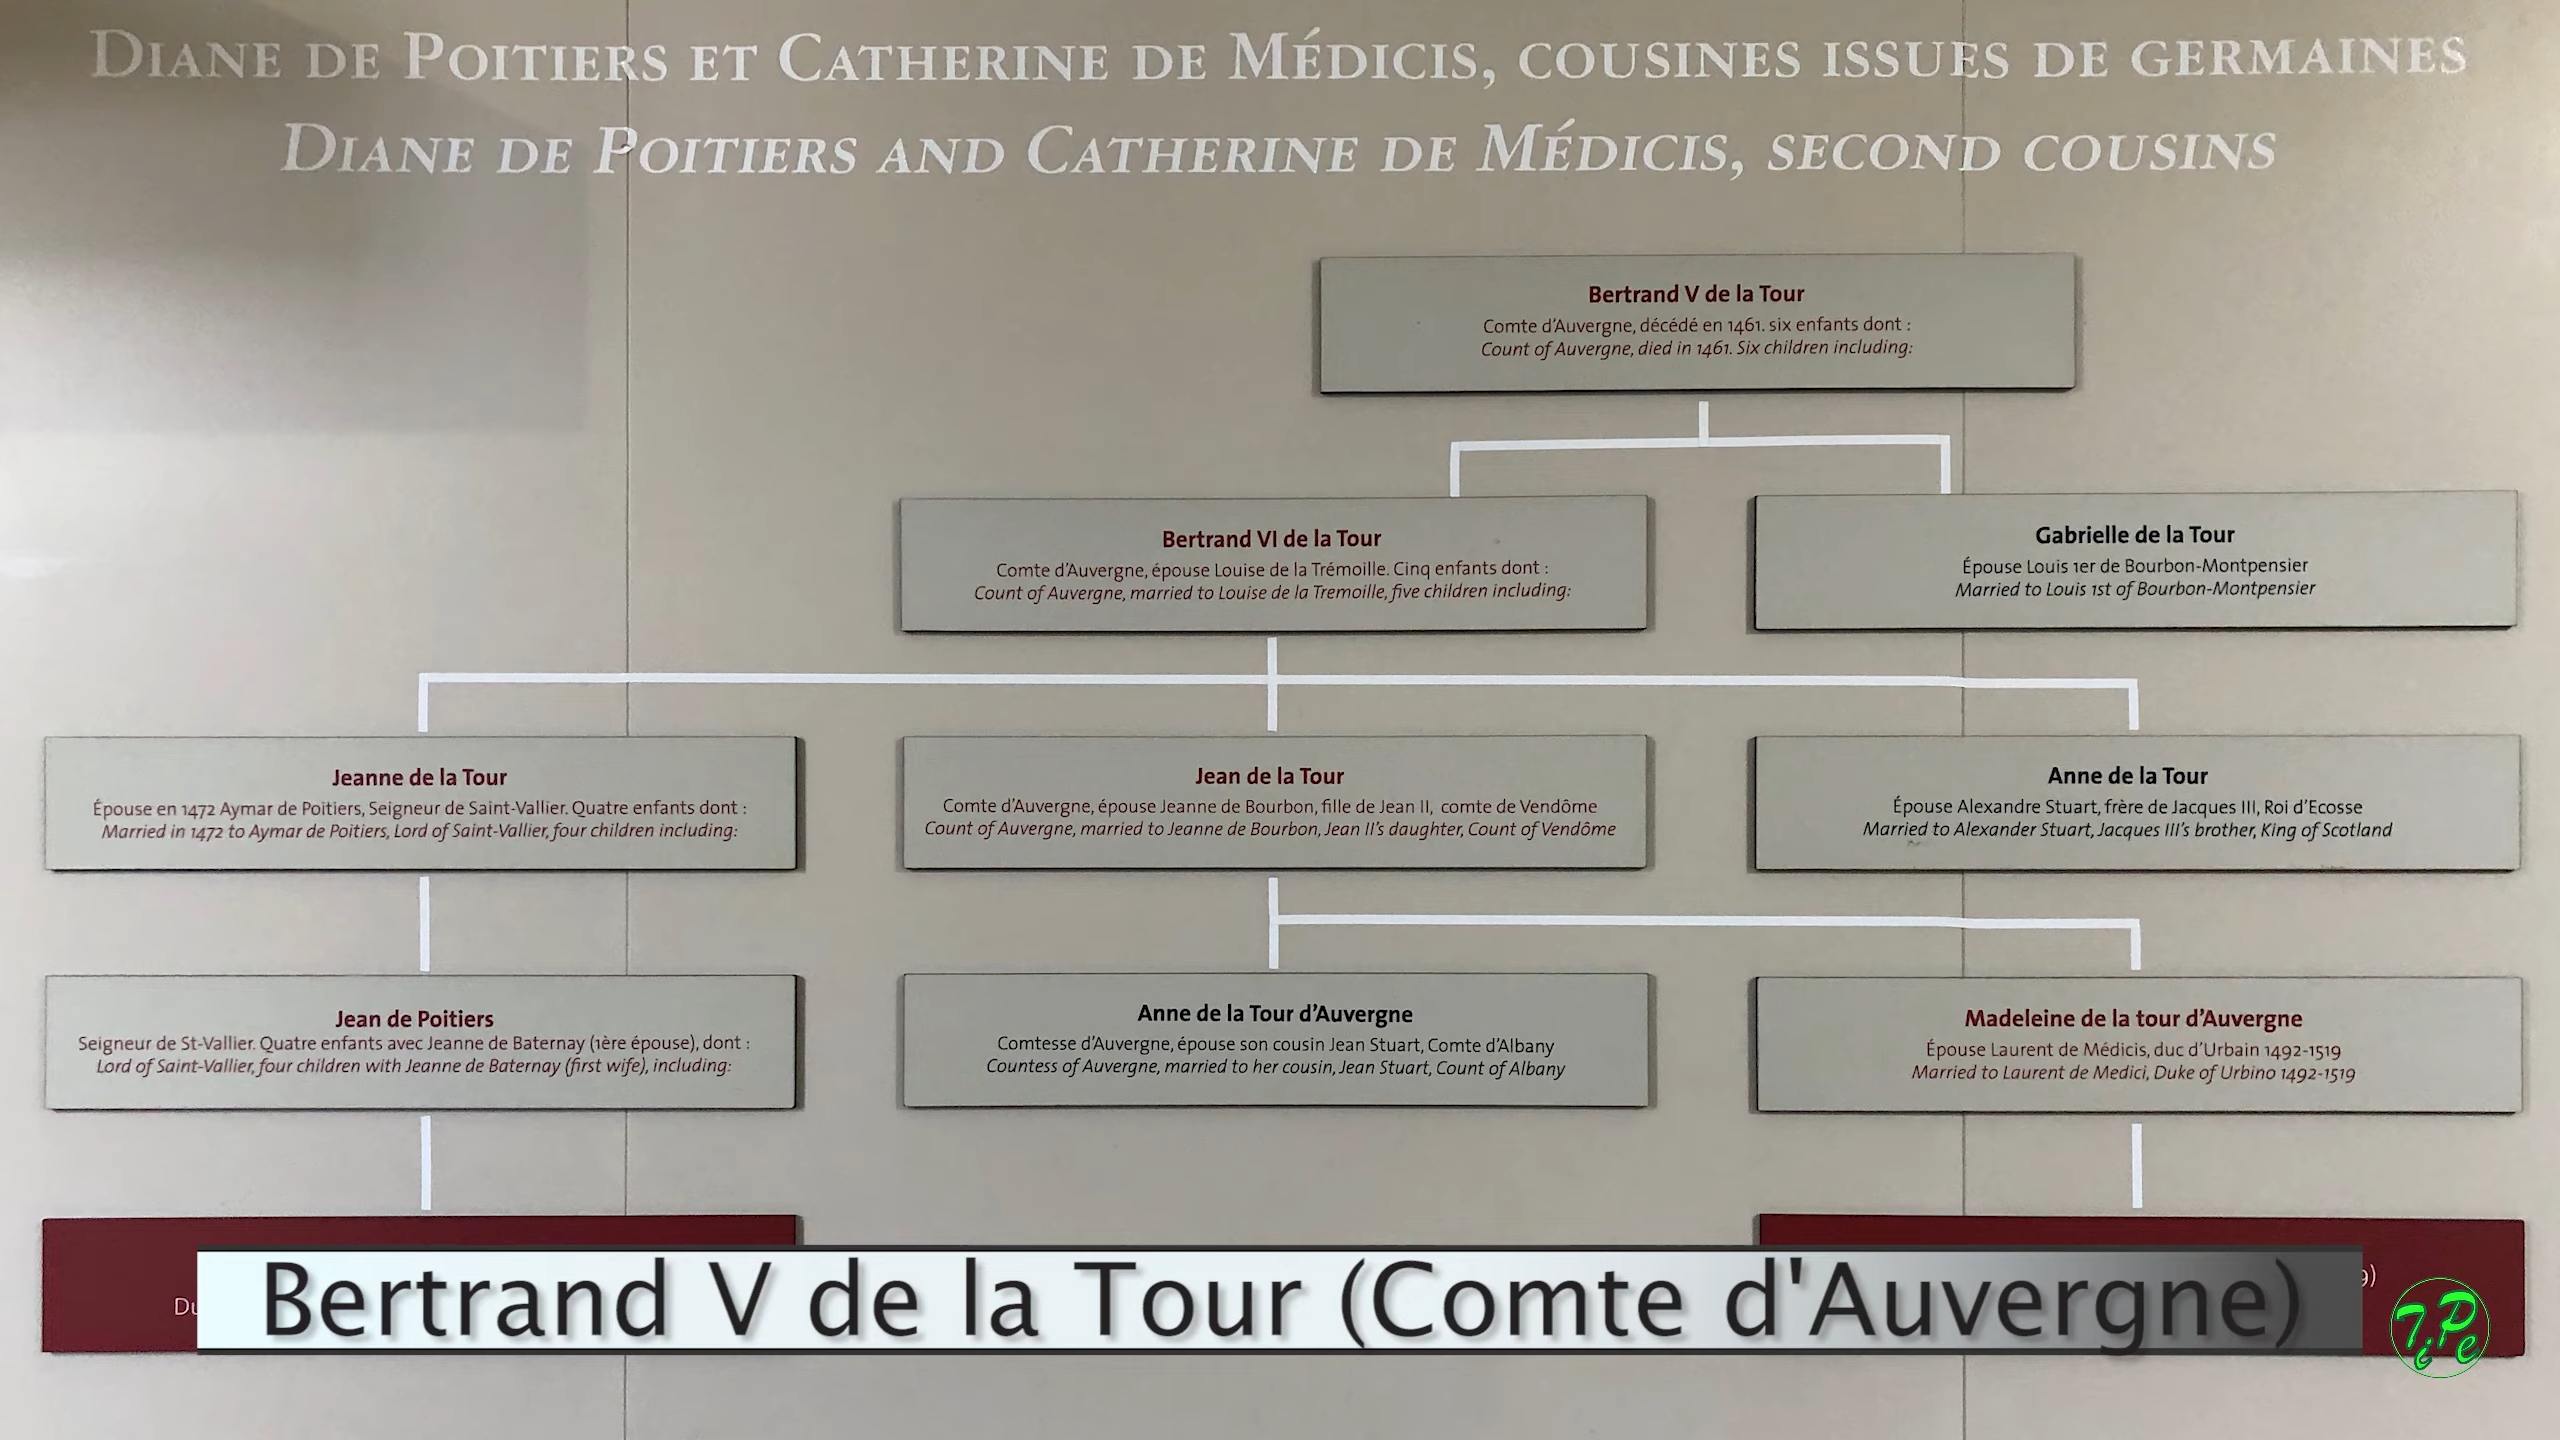 DIANE DE POITIERS ET CATHERINE DE MÉDICIS, COUSINES ISSUES DE GERMAINES
DIANE DE POITIERS AND CATHERINE DE MÉDICIS, SECOND COUSINS
Bertrand V de la Tour
Comte d'Auvergne, décédé en 1461. six enfants dont :
Count of Auvergne, died in 1461. Six children including:
Bertrand VI de la Tour
Comte d'Auvergne, épouse Louise de la Trémoille. Cinq enfants dont :
Count of Auvergne, married to Louise de la Tremoille, five children including:
Gabrielle de la Tour
Épouse Louis 1er de Bourbon-Montpensier
Married to Louis 1st of Bourbon-Montpensier
Jeanne de la Tour
Épouse en 1472 Aymar de Poitiers, Seigneur de Saint-Vallier. Quatre enfants dont :
Married in 1472 to Aymar de Poitiers, Lord of Saint-Vallier, four children including:
Jean de la Tour
Comte d'Auvergne, épouse Jeanne de Bourbon, fille de Jean II, comte de Vendôme
Count of Auvergne, married to Jeanne de Bourbon, Jean II's daughter, Count of Vendôme
Anne de la Tour
Épouse Alexandre Stuart, frère de Jacques III, Roi d'Ecosse
Married to Alexander Stuart, Jacques III's brother, King of Scotland
Jean de Poitiers
Seigneur de St-Vallier. Quatre enfants avec Jeanne de Baternay (1ère épouse), dont :
Lord of Saint-Vallier, four children with Jeanne de Baternay (first wife), including:
Anne de la Tour d'Auvergne
Comtesse d'Auvergne, épouse son cousin Jean Stuart, Comte d'Albany
Countess of Auvergne, married to her cousin, Jean Stuart, Count of Albany
Madeleine de la tour d'Auvergne
Épouse Laurent de Médicis, duc d'Urbain 1492-1519
Married to Laurent de Medici, Duke of Urbino 1492-1519
Du
9)
Bertrand V de la Tour (Comte d'Auvergne)
TiPe